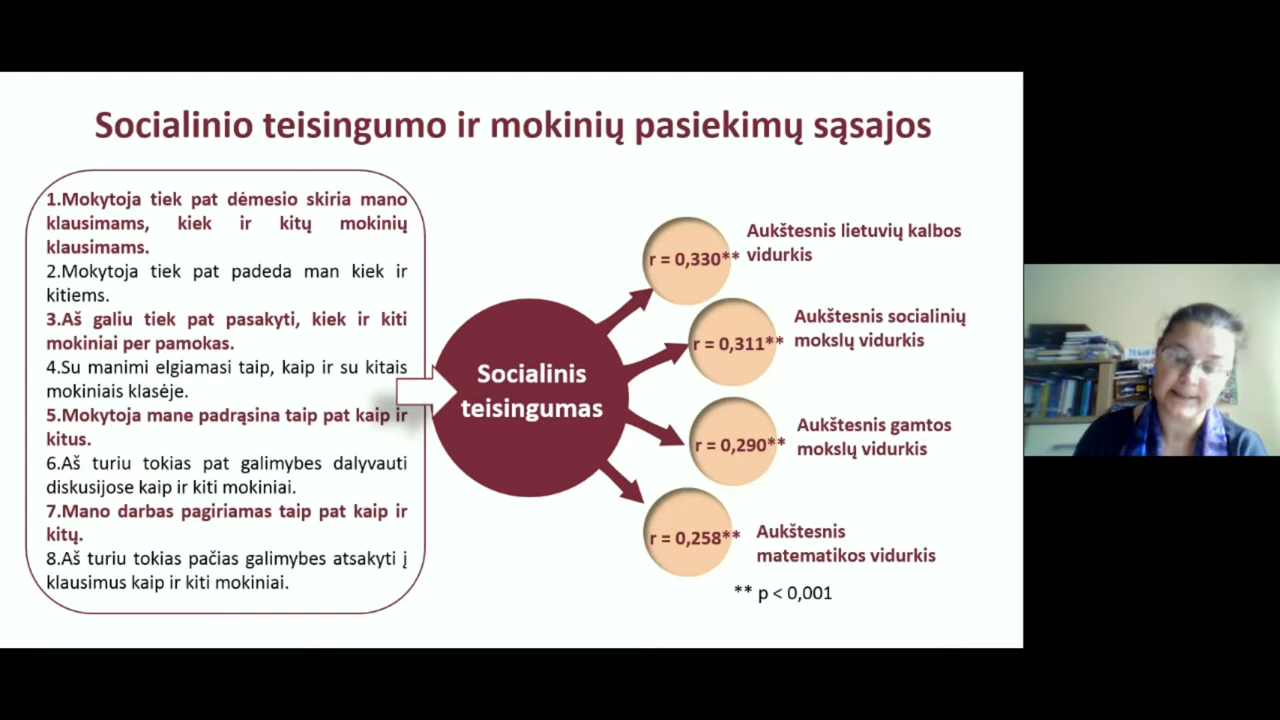 Socialinio teisingumo ir mokinių pasiekimų sąsajos
1.Mokytoja tiek pat dėmesio skiria mano
klausimams, kiek ir kitų mokinių
klausimams.
2.Mokytoja tiek pat padeda man kiek ir
kitiems.
3.Aš galiu tiek pat pasakyti, kiek ir kiti
mokiniai per pamokas.
4.Su manimi elgiamasi taip, kaip ir su kitais
mokiniais klasėje.
5.Mokytoja mane padrąsina taip pat kaip ir
kitus.
6.Aš turiu tokias pat galimybes dalyvauti
diskusijose kaip ir kiti mokiniai.
7.Mano darbas pagiriamas taip pat kaip ir
kitų.
8.Aš turiu tokias pačias galimybes atsakyti į
klausimus kaip ir kiti mokiniai.
Socialinis
teisingumas
r = 0,330**
Aukštesnis lietuvių kalbos
vidurkis
r = 0,311**
Aukštesnis socialinių
mokslų vidurkis
r = 0,290**
Aukštesnis gamtos
mokslų vidurkis
r = 0,258**
Aukštesnis
matematikos vidurkis
** p < 0,001